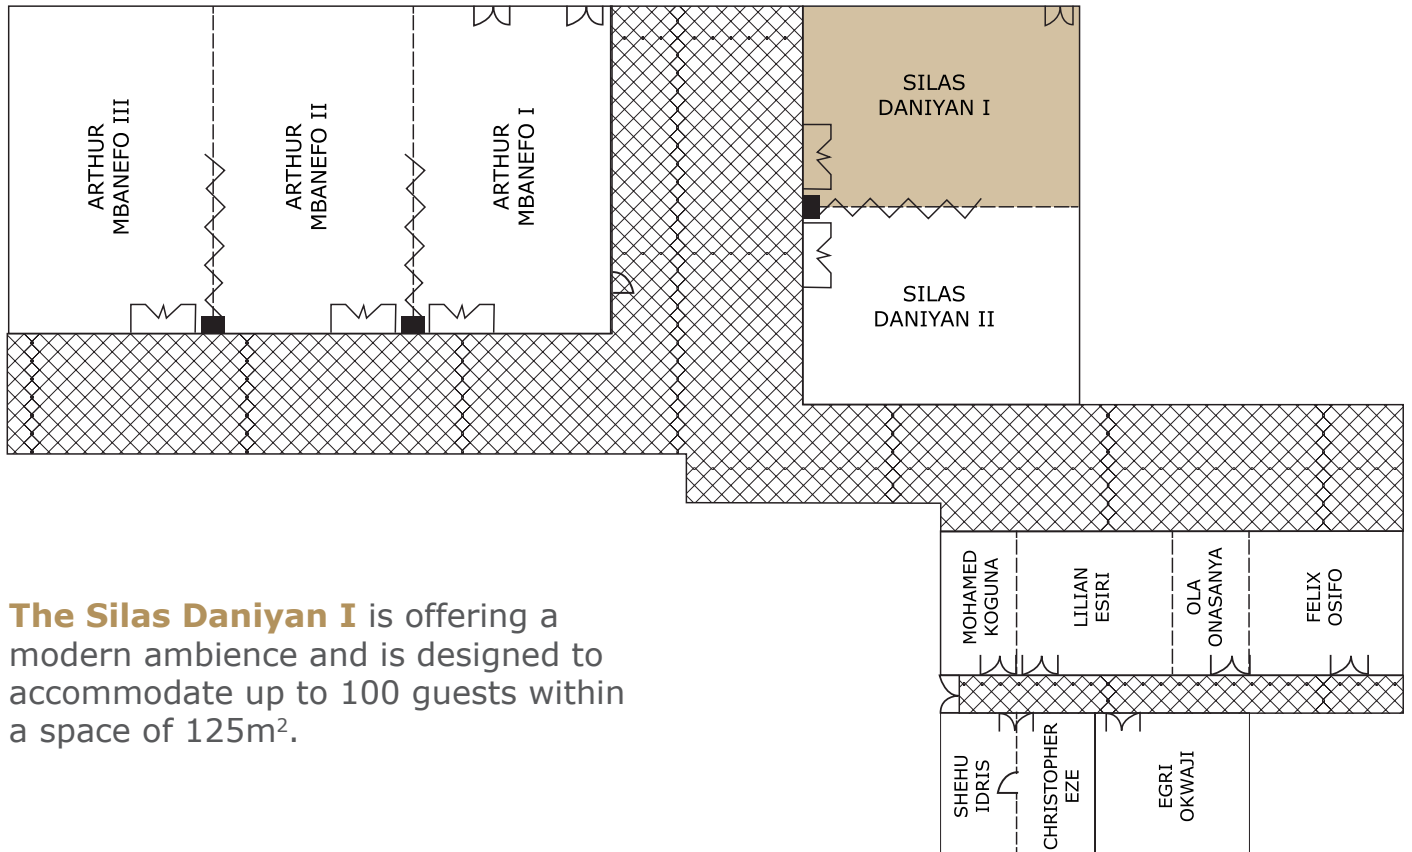 ARTHUR
MBANEFO III
ARTHUR
MBANEFO II
ARTHUR
MBANEFO I
SILAS
DANIYAN I
SILAS
DANIYAN II
MOHAMED
KOGUNA
LILIAN
ESIRI
OLA
ONASANYA
FELIX
OSIFO
The Silas Daniyan I is offering a
modern ambience and is designed to
accommodate up to 100 guests within
a space of 125m².
SHEHU
IDRIS
CHRISTOPHER
EZE
EGRI
OKWAJI